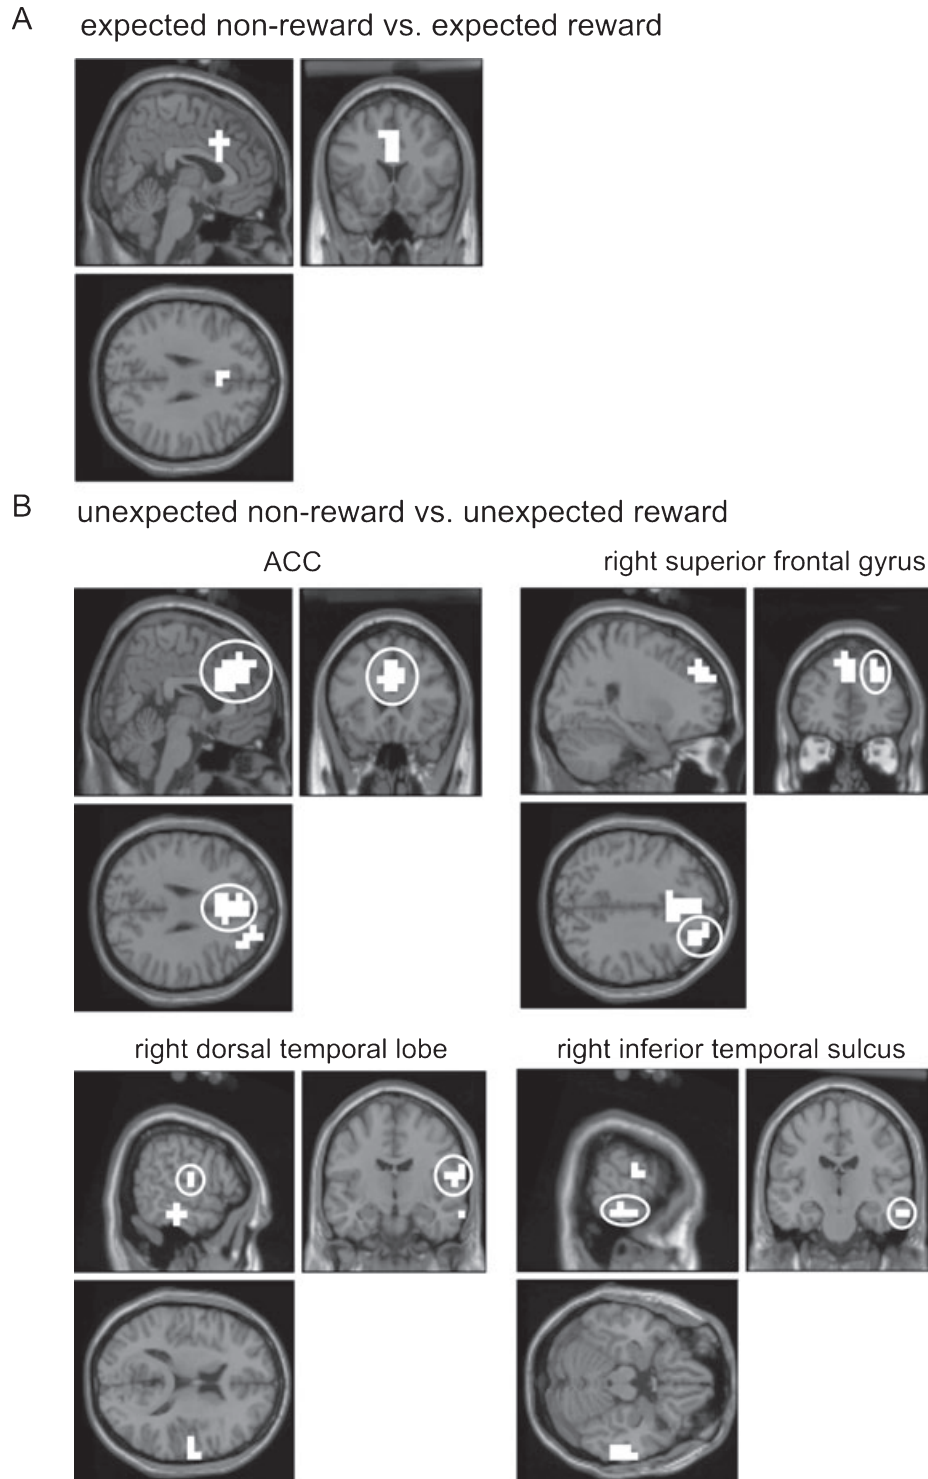 A
expected non-reward vs. expected reward
B
unexpected non-reward vs. unexpected reward
ACC
right superior frontal gyrus
right dorsal temporal lobe
right inferior temporal sulcus